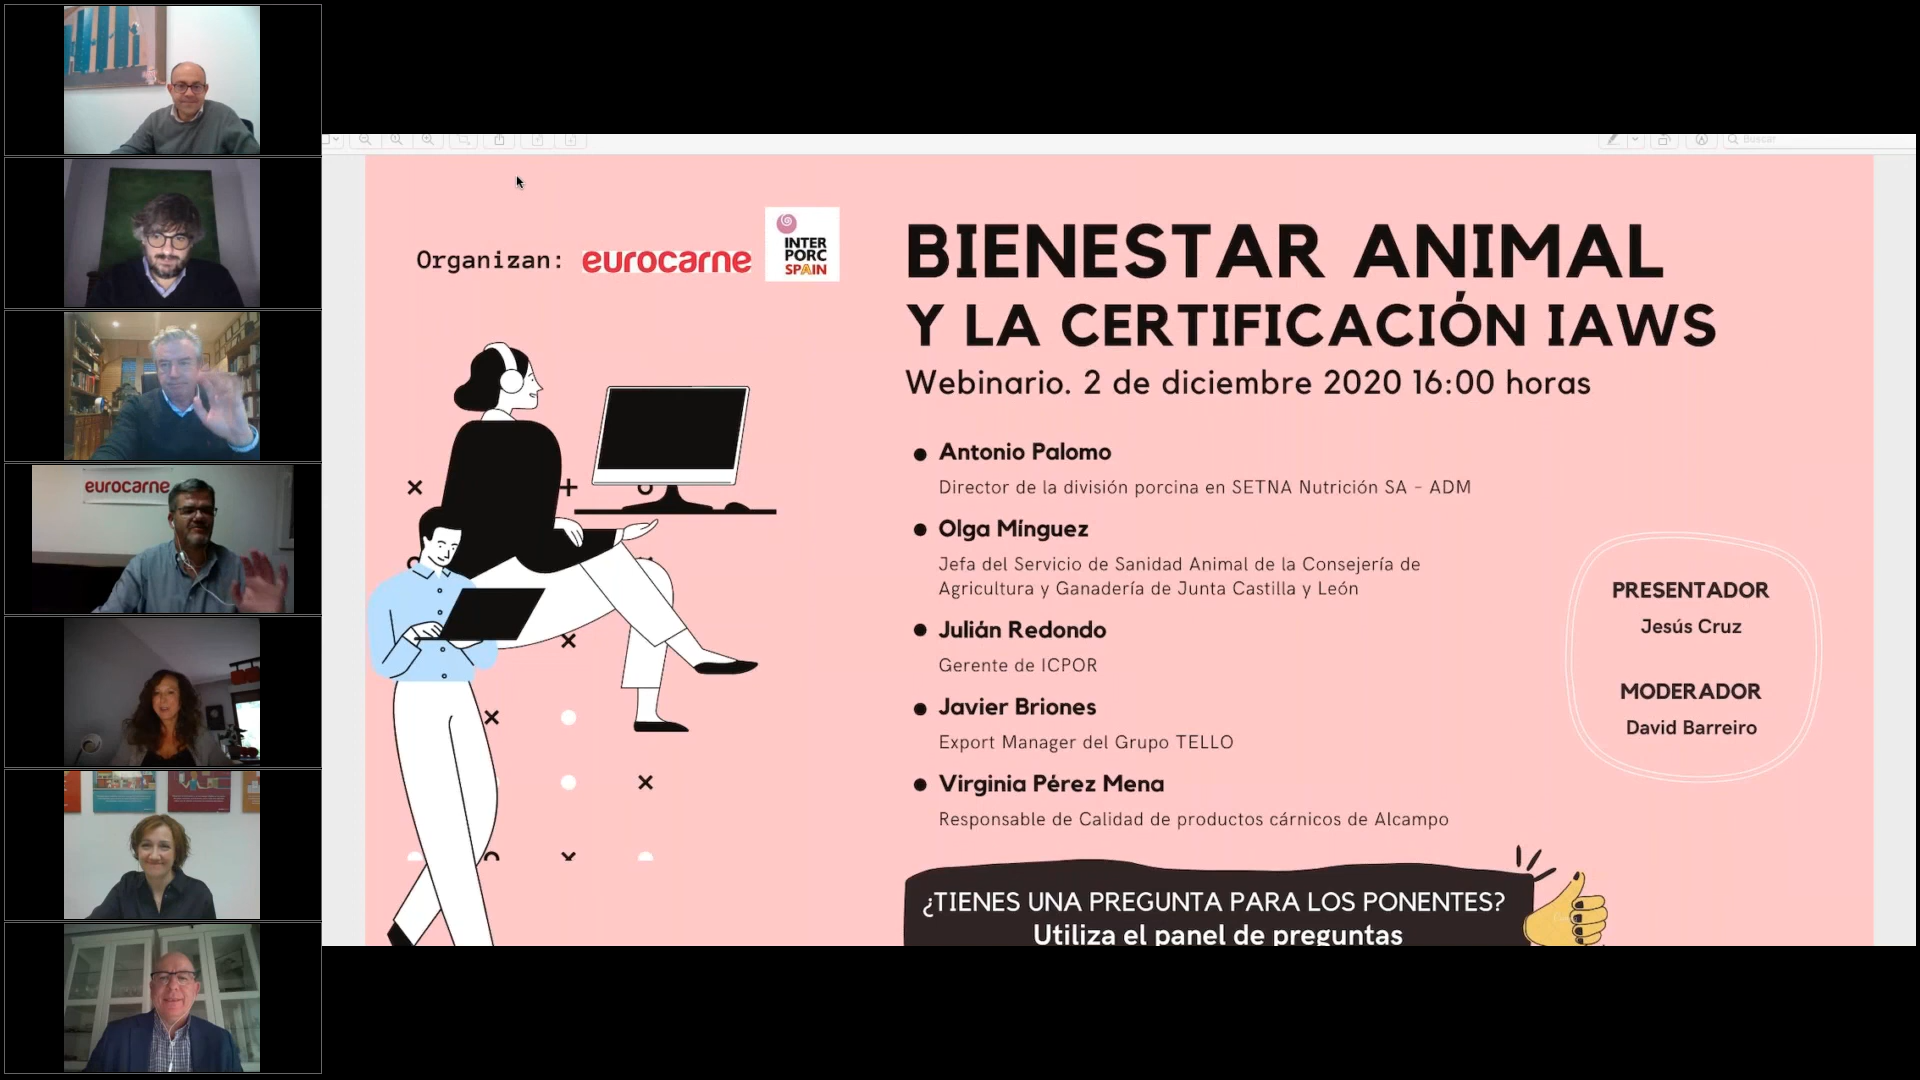 Buscar
eurocarne
Organizan: eurocarne
INTER
PORC
SPAIN
BIENESTAR ANIMAL
Y LA CERTIFICACIÓN IAWS
Webinario. 2 de diciembre 2020 16:00 horas
Antonio Palomo
Director de la división porcina en SETNA Nutrición SA - ADM
Olga Mínguez
Jefa del Servicio de Sanidad Animal de la Consejería de
Agricultura y Ganadería de Junta Castilla y León
Julián Redondo
Gerente de ICPOR
Javier Briones
Export Manager del Grupo TELLO
Virginia Pérez Mena
Responsable de Calidad de productos cárnicos de Alcampo
PRESENTADOR
Jesús Cruz
MODERADOR
David Barreiro
¿TIENES UNA PREGUNTA PARA LOS PONENTES?
Utiliza el panel de preguntas